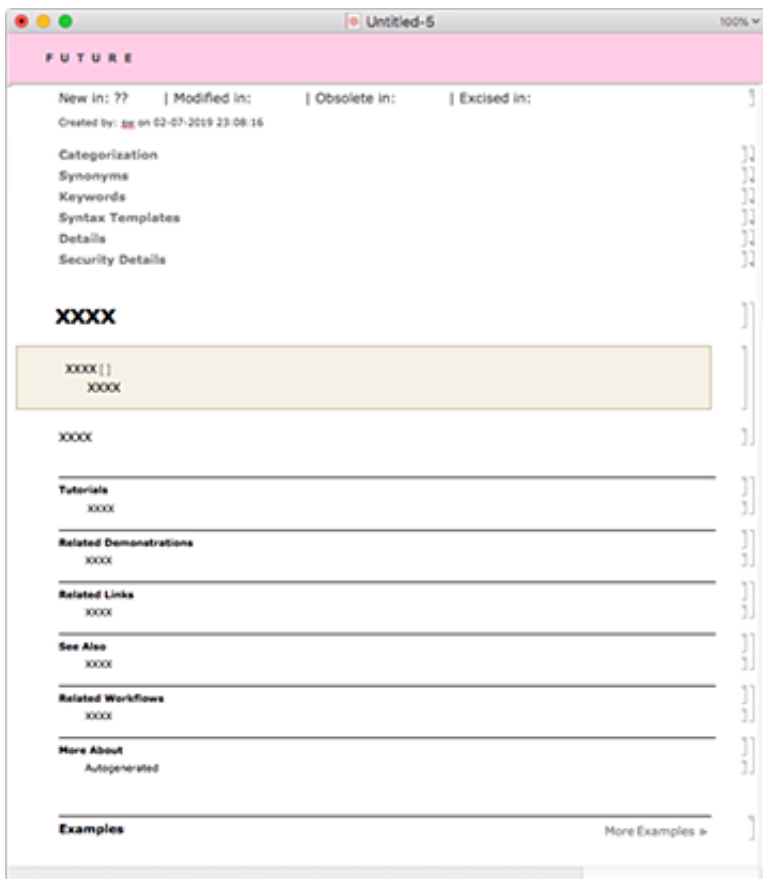 Untitled-5
100%
FUTURE
New in: ?? | Modified in: | Obsolete in: | Excised in:
Created by: on 02-07-2019 23:08:16
Categorization
Synonyms
Keywords
Syntax Templates
Details
Security Details
XXXX
XXXX[]
XXXX
XXXX
Tutorials
XXXX
Related Demonstrations
XXXX
Related Links
XXXX
See Also
XXXX
Related Workflows
XXXX
More About
Autogenerated
Examples More Examples ►